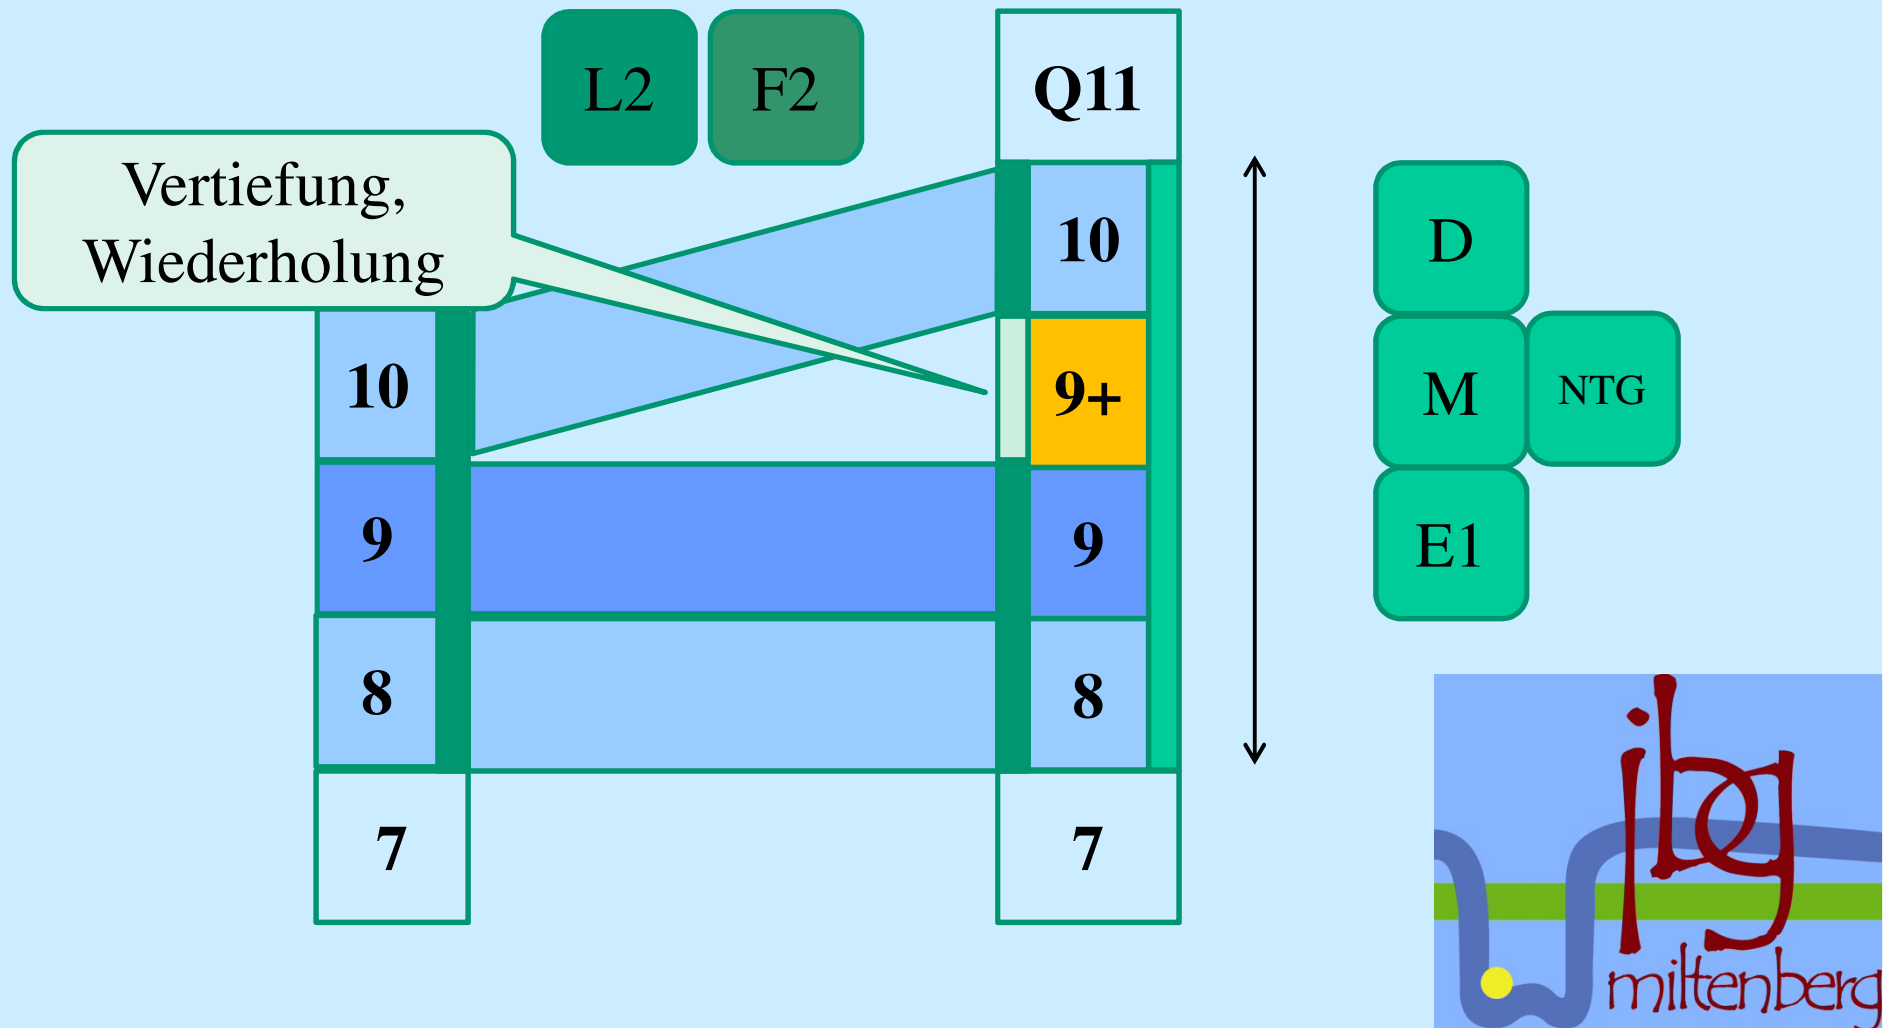 L2
F2
Q11
Vertiefung,
Wiederholung
10
9
8
7
10
9+
9
8
7
D
M
NTG
E1
jbg
miltenberg